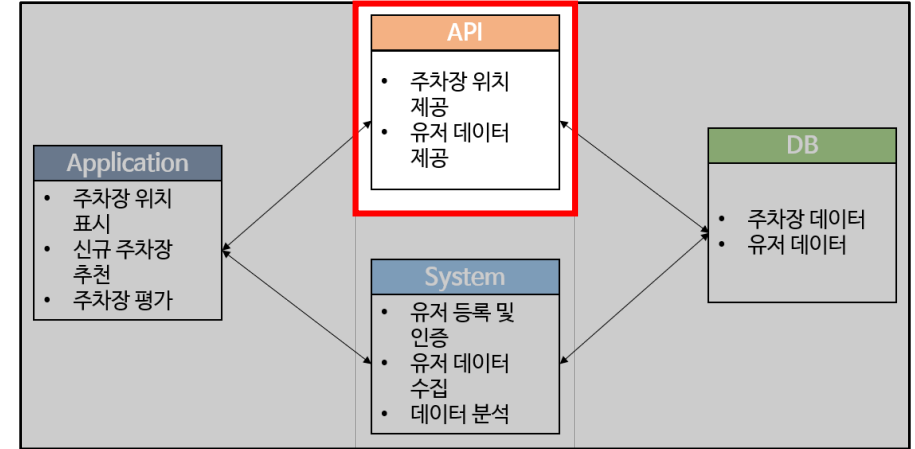 API
• 주차장 위치
제공
• 유저 데이터
제공
Application
• 주차장 위치
표시
• 신규 주차장
추천
• 주차장 평가
DB
• 주차장 데이터
• 유저 데이터
System
• 유저 등록 및
인증
• 유저 데이터
수집
• 데이터 분석